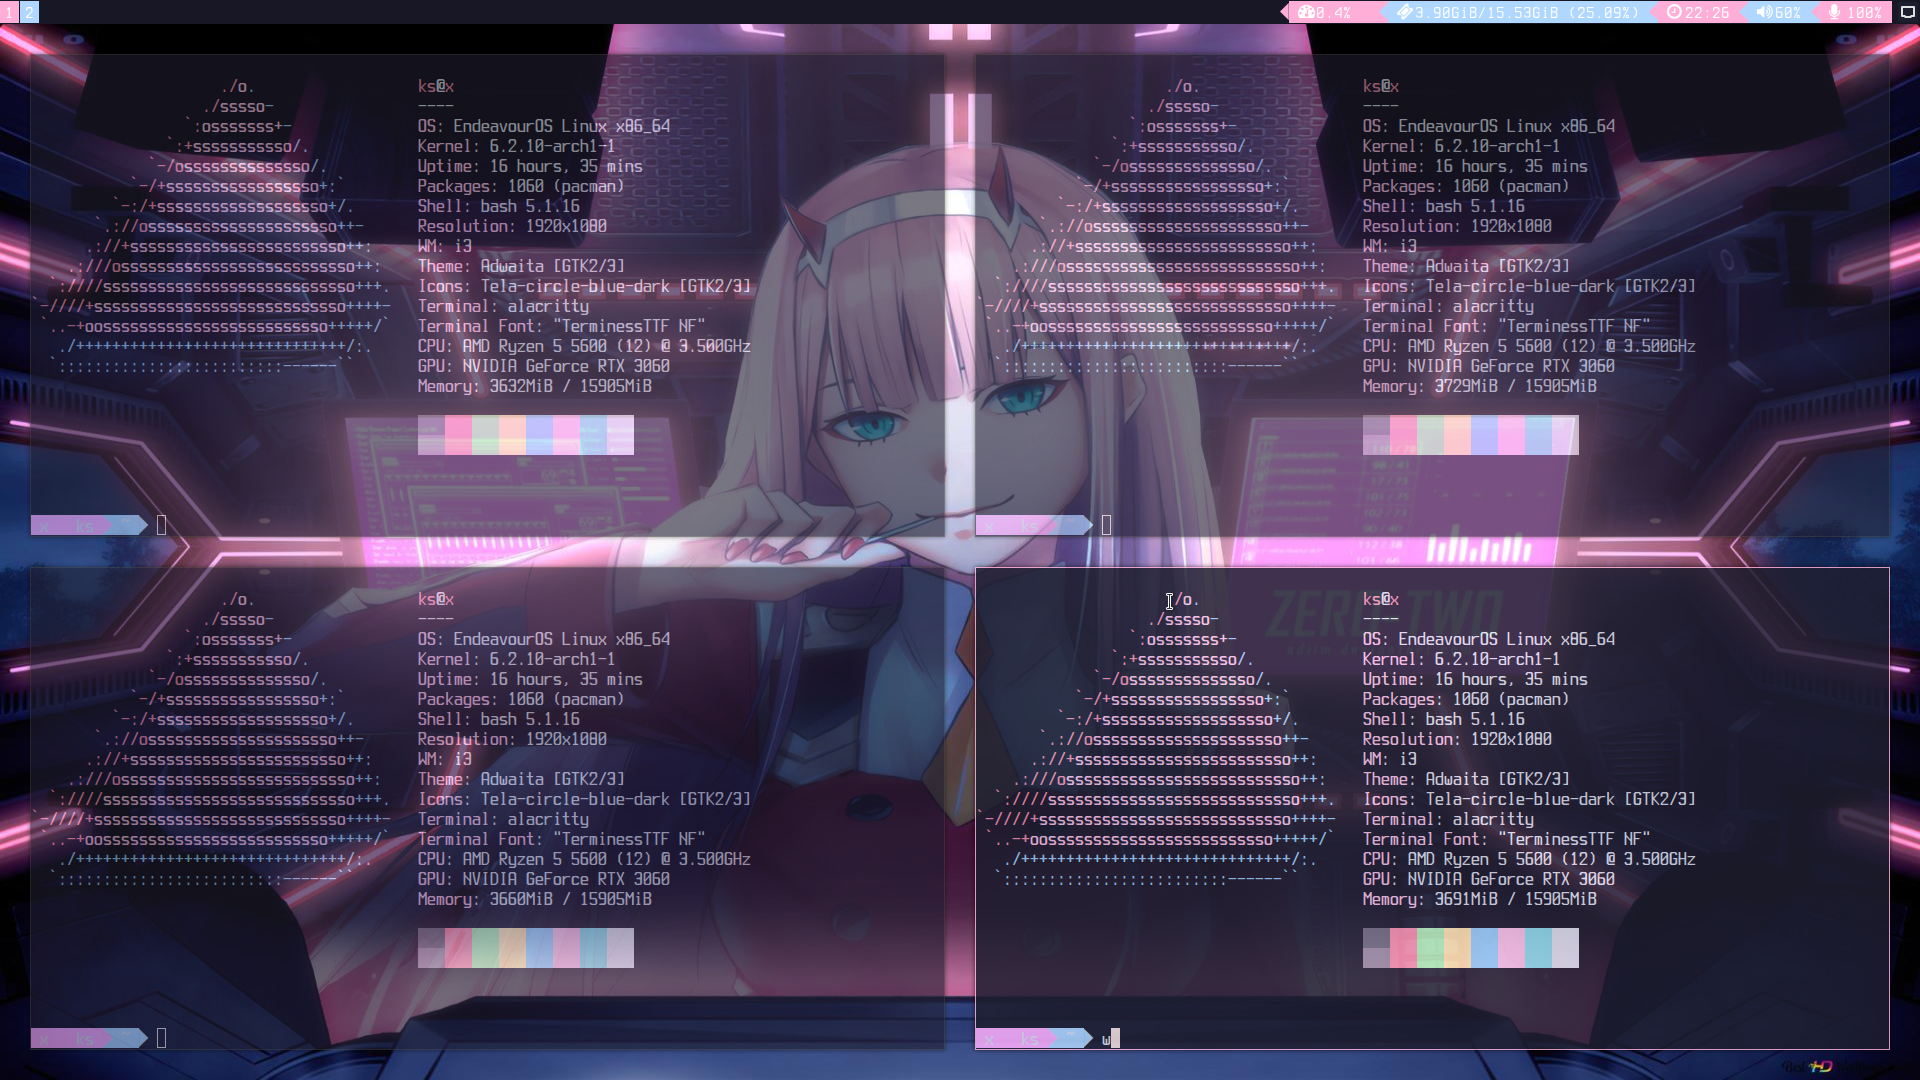 1 2
0.4% 3.90GiB/15.53GiB (25.09%) 22:26 60% 100%
./o.
./sssso-
`:osssssss+-
`:+sssssssssso/.
`-/ossssssssssssso/.
`-/+sssssssssssssssso+:`
`-:/+sssssssssssssssssso+/.
`.://osssssssssssssssssssso++-
.://+ssssssssssssssssssssssso++:
.:///ossssssssssssssssssssssssso++:
`:////ssssssssssssssssssssssssssso+++.
`-////+ssssssssssssssssssssssssssso++++-
`..-+oosssssssssssssssssssssssso+++++/`
./++++++++++++++++++++++++++++++/:.
`:::::::::::::::::::::::::------``
ks@x
----
OS: EndeavourOS Linux x86_64
Kernel: 6.2.10-arch1-1
Uptime: 16 hours, 35 mins
Packages: 1060 (pacman)
Shell: bash 5.1.16
Resolution: 1920x1080
WM: i3
Theme: Adwaita [GTK2/3]
Icons: Tela-circle-blue-dark [GTK2/3]
Terminal: alacritty
Terminal Font: "TerminessTTF NF"
CPU: AMD Ryzen 5 5600 (12) @ 3.500GHz
GPU: NVIDIA GeForce RTX 3060
Memory: 3632MiB / 15905MiB
x ks ~
./o.
./sssso-
`:osssssss+-
`:+sssssssssso/.
`-/ossssssssssssso/.
`-/+sssssssssssssssso+:`
`-:/+sssssssssssssssssso+/.
`.://osssssssssssssssssssso++-
.://+ssssssssssssssssssssssso++:
.:///ossssssssssssssssssssssssso++:
`:////ssssssssssssssssssssssssssso+++.
`-////+ssssssssssssssssssssssssssso++++-
`..-+oosssssssssssssssssssssssso+++++/`
./++++++++++++++++++++++++++++++/:.
`:::::::::::::::::::::::::------``
ks@x
----
OS: EndeavourOS Linux x86_64
Kernel: 6.2.10-arch1-1
Uptime: 16 hours, 35 mins
Packages: 1060 (pacman)
Shell: bash 5.1.16
Resolution: 1920x1080
WM: i3
Theme: Adwaita [GTK2/3]
Icons: Tela-circle-blue-dark [GTK2/3]
Terminal: alacritty
Terminal Font: "TerminessTTF NF"
CPU: AMD Ryzen 5 5600 (12) @ 3.500GHz
GPU: NVIDIA GeForce RTX 3060
Memory: 3729MiB / 15905MiB
x ks ~
./o.
./sssso-
`:osssssss+-
`:+sssssssssso/.
`-/ossssssssssssso/.
`-/+sssssssssssssssso+:`
`-:/+sssssssssssssssssso+/.
`.://osssssssssssssssssssso++-
.://+ssssssssssssssssssssssso++:
.:///ossssssssssssssssssssssssso++:
`:////ssssssssssssssssssssssssssso+++.
`-////+ssssssssssssssssssssssssssso++++-
`..-+oosssssssssssssssssssssssso+++++/`
./++++++++++++++++++++++++++++++/:.
`:::::::::::::::::::::::::------``
ks@x
----
OS: EndeavourOS Linux x86_64
Kernel: 6.2.10-arch1-1
Uptime: 16 hours, 35 mins
Packages: 1060 (pacman)
Shell: bash 5.1.16
Resolution: 1920x1080
WM: i3
Theme: Adwaita [GTK2/3]
Icons: Tela-circle-blue-dark [GTK2/3]
Terminal: alacritty
Terminal Font: "TerminessTTF NF"
CPU: AMD Ryzen 5 5600 (12) @ 3.500GHz
GPU: NVIDIA GeForce RTX 3060
Memory: 3660MiB / 15905MiB
x ks ~
./o.
./sssso-
`:osssssss+-
`:+sssssssssso/.
`-/ossssssssssssso/.
`-/+sssssssssssssssso+:`
`-:/+sssssssssssssssssso+/.
`.://osssssssssssssssssssso++-
.://+ssssssssssssssssssssssso++:
.:///ossssssssssssssssssssssssso++:
`:////ssssssssssssssssssssssssssso+++.
`-////+ssssssssssssssssssssssssssso++++-
`..-+oosssssssssssssssssssssssso+++++/`
./++++++++++++++++++++++++++++++/:.
`:::::::::::::::::::::::::------``
ks@x
----
OS: EndeavourOS Linux x86_64
Kernel: 6.2.10-arch1-1
Uptime: 16 hours, 35 mins
Packages: 1060 (pacman)
Shell: bash 5.1.16
Resolution: 1920x1080
WM: i3
Theme: Adwaita [GTK2/3]
Icons: Tela-circle-blue-dark [GTK2/3]
Terminal: alacritty
Terminal Font: "TerminessTTF NF"
CPU: AMD Ryzen 5 5600 (12) @ 3.500GHz
GPU: NVIDIA GeForce RTX 3060
Memory: 3691MiB / 15905MiB
x ks ~ w
ZERO TWO
HD